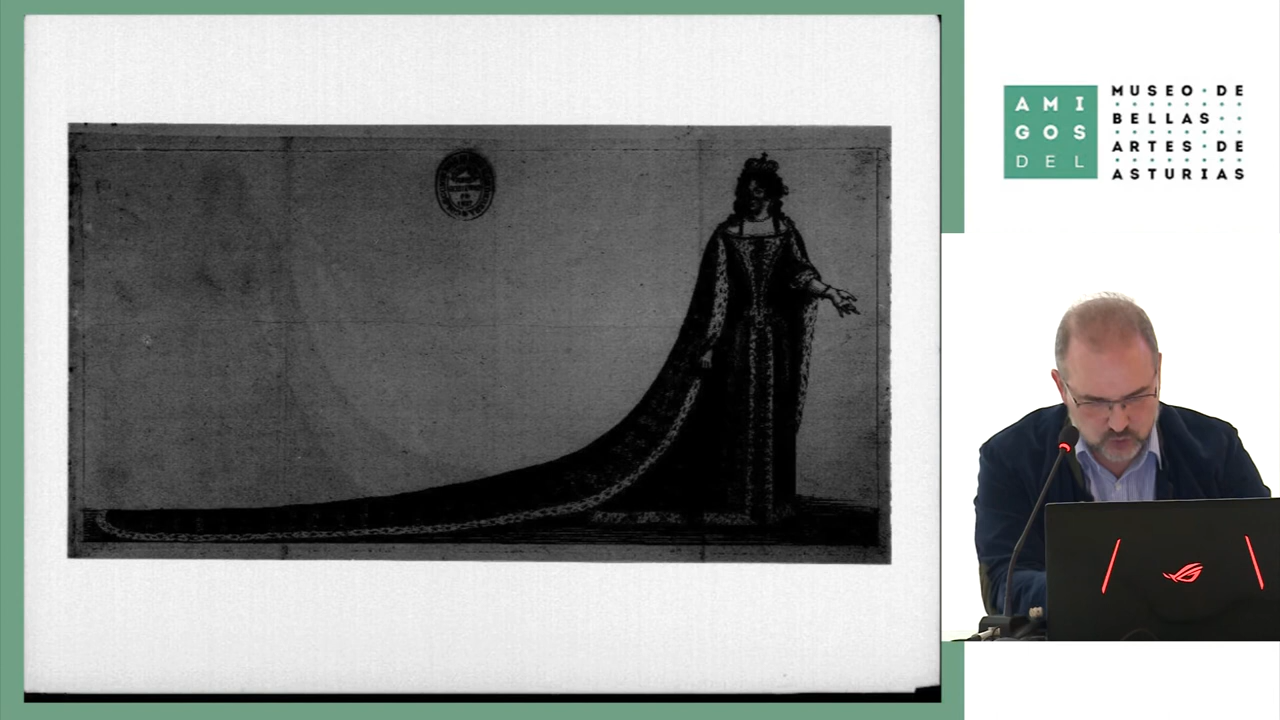 AMI
GOS
DEL
MUSEO · DE
BELLAS ·
ARTES · DE
ASTURIAS